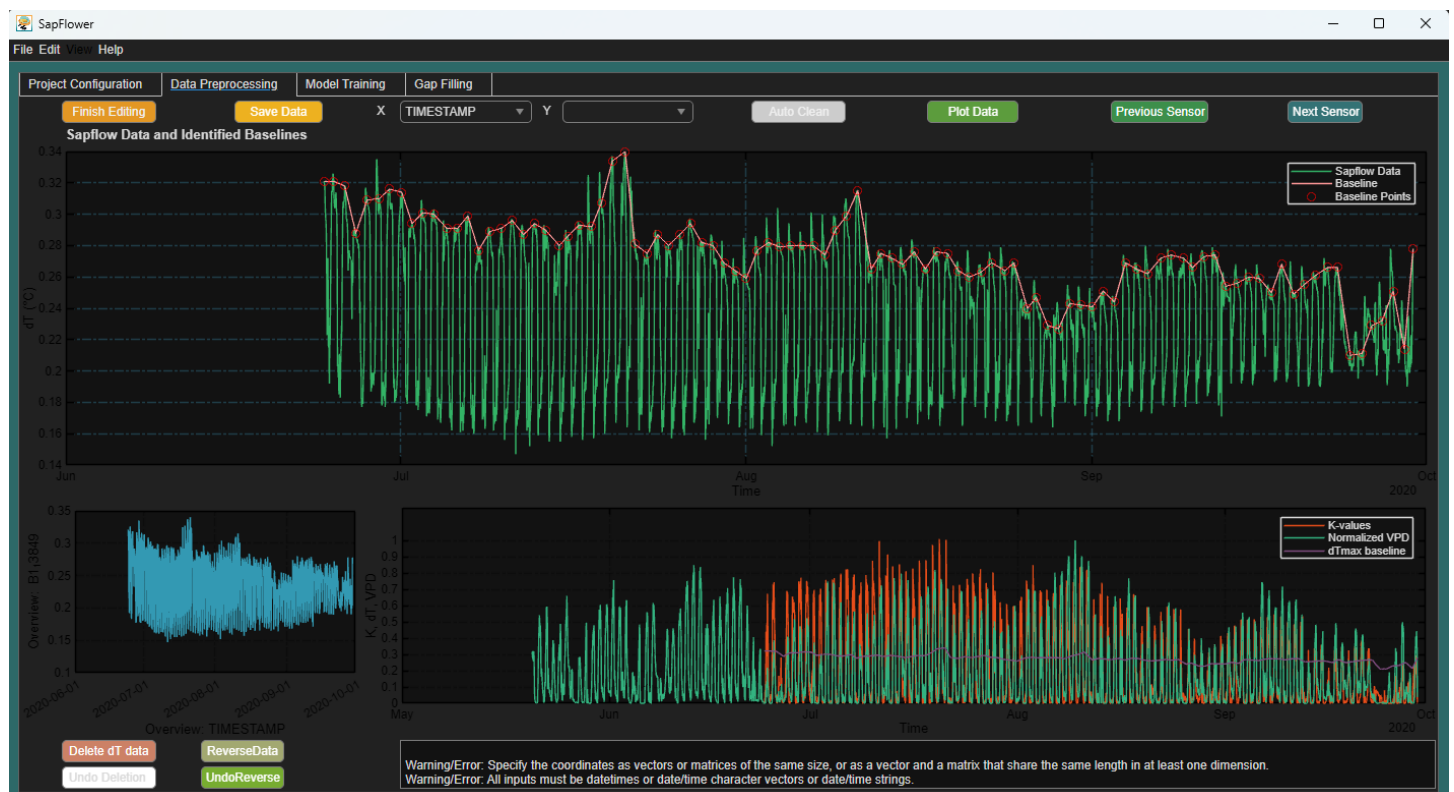 SapFlower
File Edit View Help
Project Configuration Data Preprocessing Model Training Gap Filling
Finish Editing Save Data X TIMESTAMP Y Auto Clean Plot Data Previous Sensor Next Sensor
Sapflow Data and Identified Baselines
Sapflow Data
Baseline
Baseline Points
dT (°C)
0.34
0.32
0.3
0.28
0.26
0.24
0.22
0.2
0.18
0.16
0.14
Jun Jul Aug Sep Oct
Time
2020
Overview: B1,3849
0.35
0.3
0.25
0.2
0.15
0.1
2020-06-01 2020-07-01 2020-08-01 2020-09-01 2020-10-01
Overview: TIMESTAMP
K-values
Normalized VPD
dTmax baseline
K, dT, VPD
1
0.9
0.8
0.7
0.6
0.5
0.4
0.3
0.2
0.1
0
May Jun Jul Aug Sep Oct
Time
2020
Delete dT data ReverseData
Undo Deletion UndoReverse
Warning/Error: Specify the coordinates as vectors or matrices of the same size, or as a vector and a matrix that share the same length in at least one dimension.
Warning/Error: All inputs must be datetimes or date/time character vectors or date/time strings.